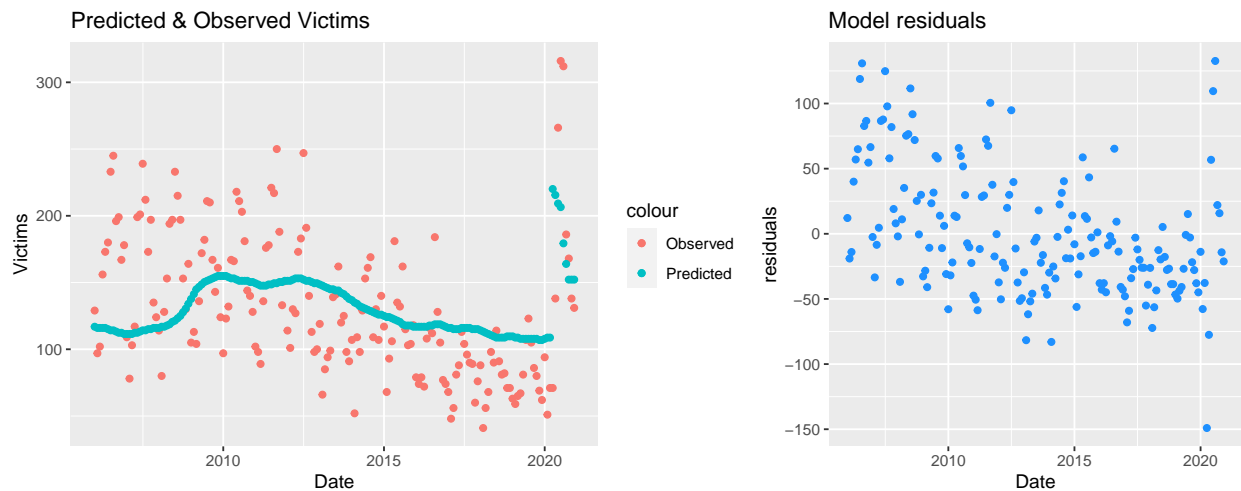 Predicted & Observed Victims
300
200
100
Victims
2010
2015
2020
Date
colour
Observed
Predicted
Model residuals
100
50
0
−50
−100
−150
residuals
2010
2015
2020
Date